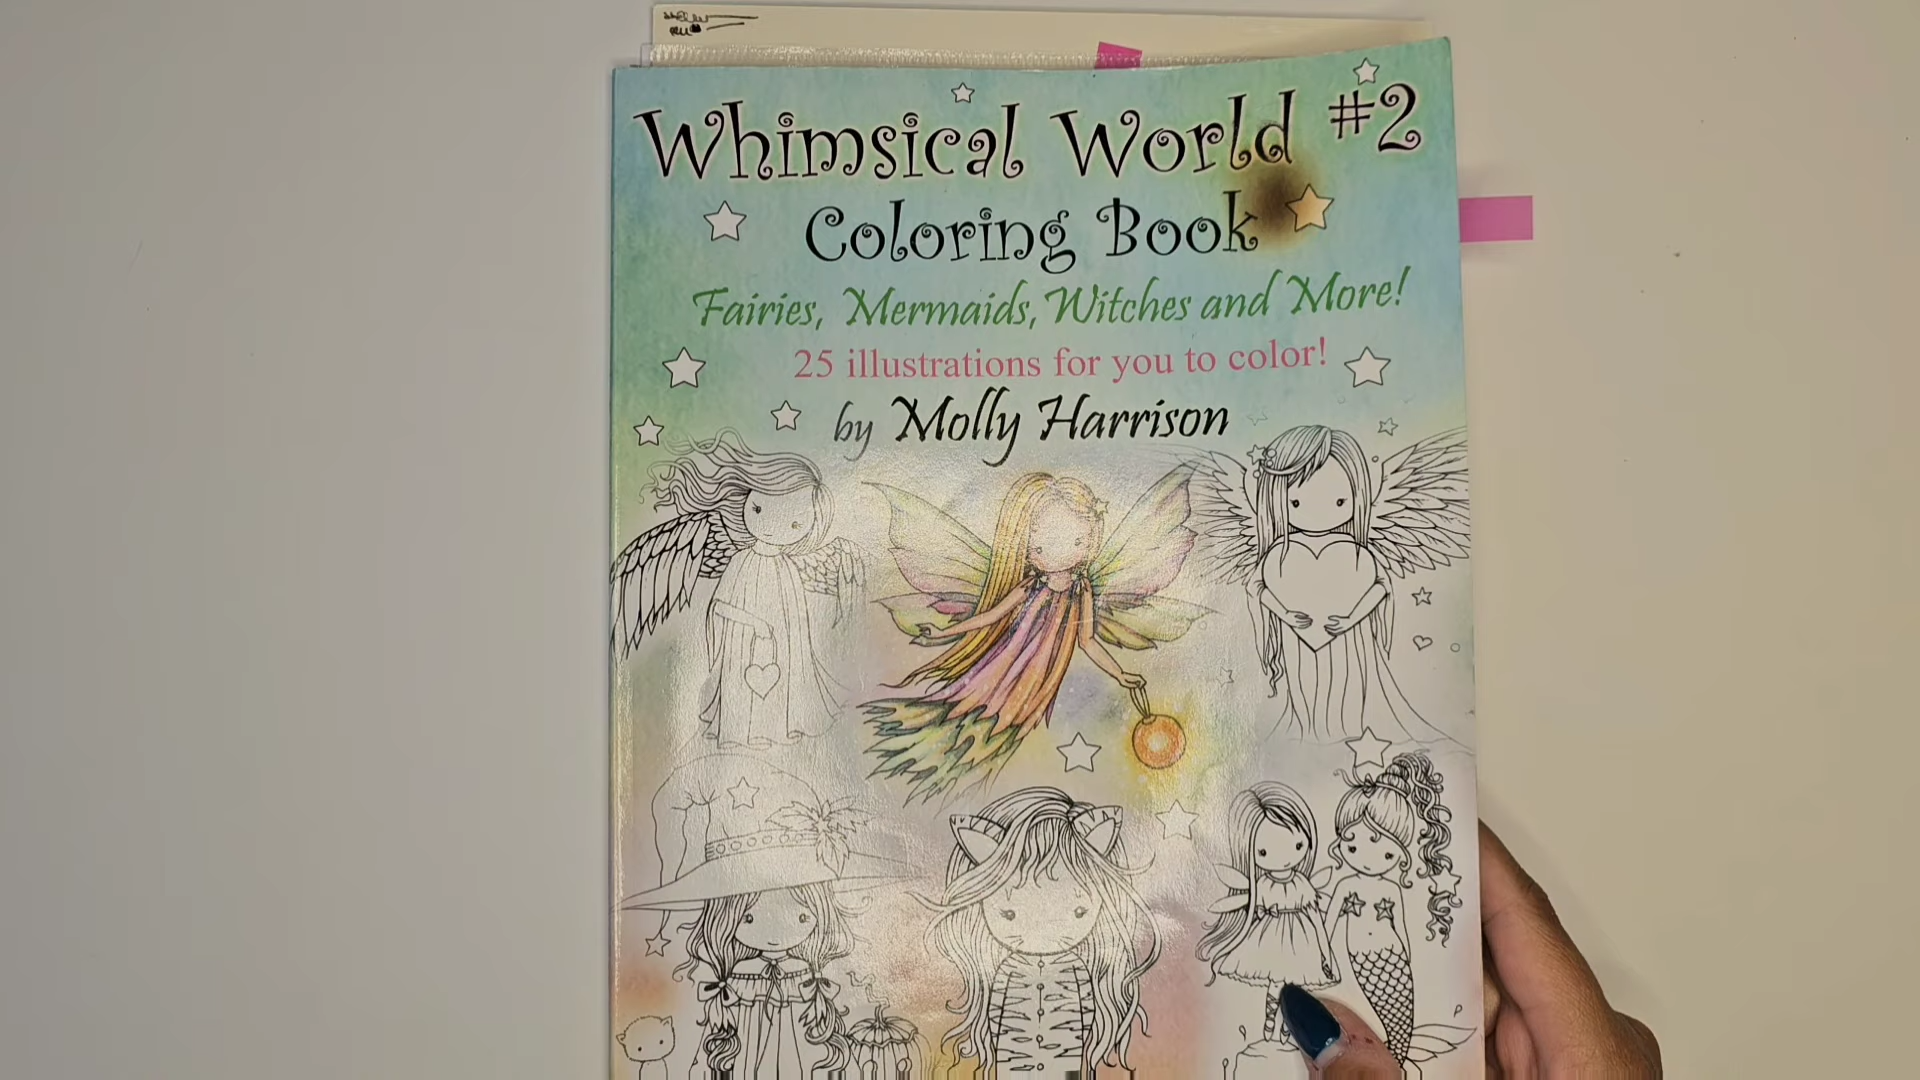 Whimsical World #2
Coloring Book
Fairies, Mermaids, Witches and More!
25 illustrations for you to color!
by Molly Harrison